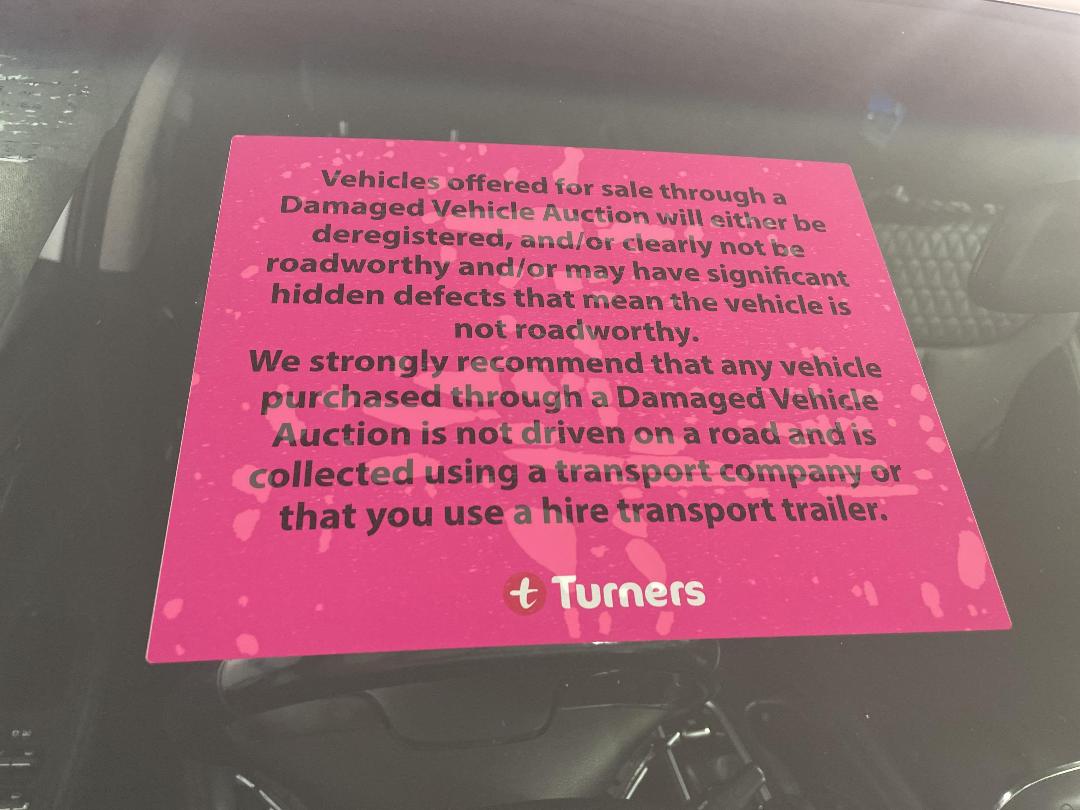 Vehicles offered for sale through a
Damaged Vehicle Auction will either be
deregistered, and/or clearly not be
roadworthy and/or may have significant
hidden defects that mean the vehicle is
not roadworthy.
We strongly recommend that any vehicle
purchased through a Damaged Vehicle
Auction is not driven on a road and is
collected using a transport company or
that you use a hire transport trailer.
t Turners